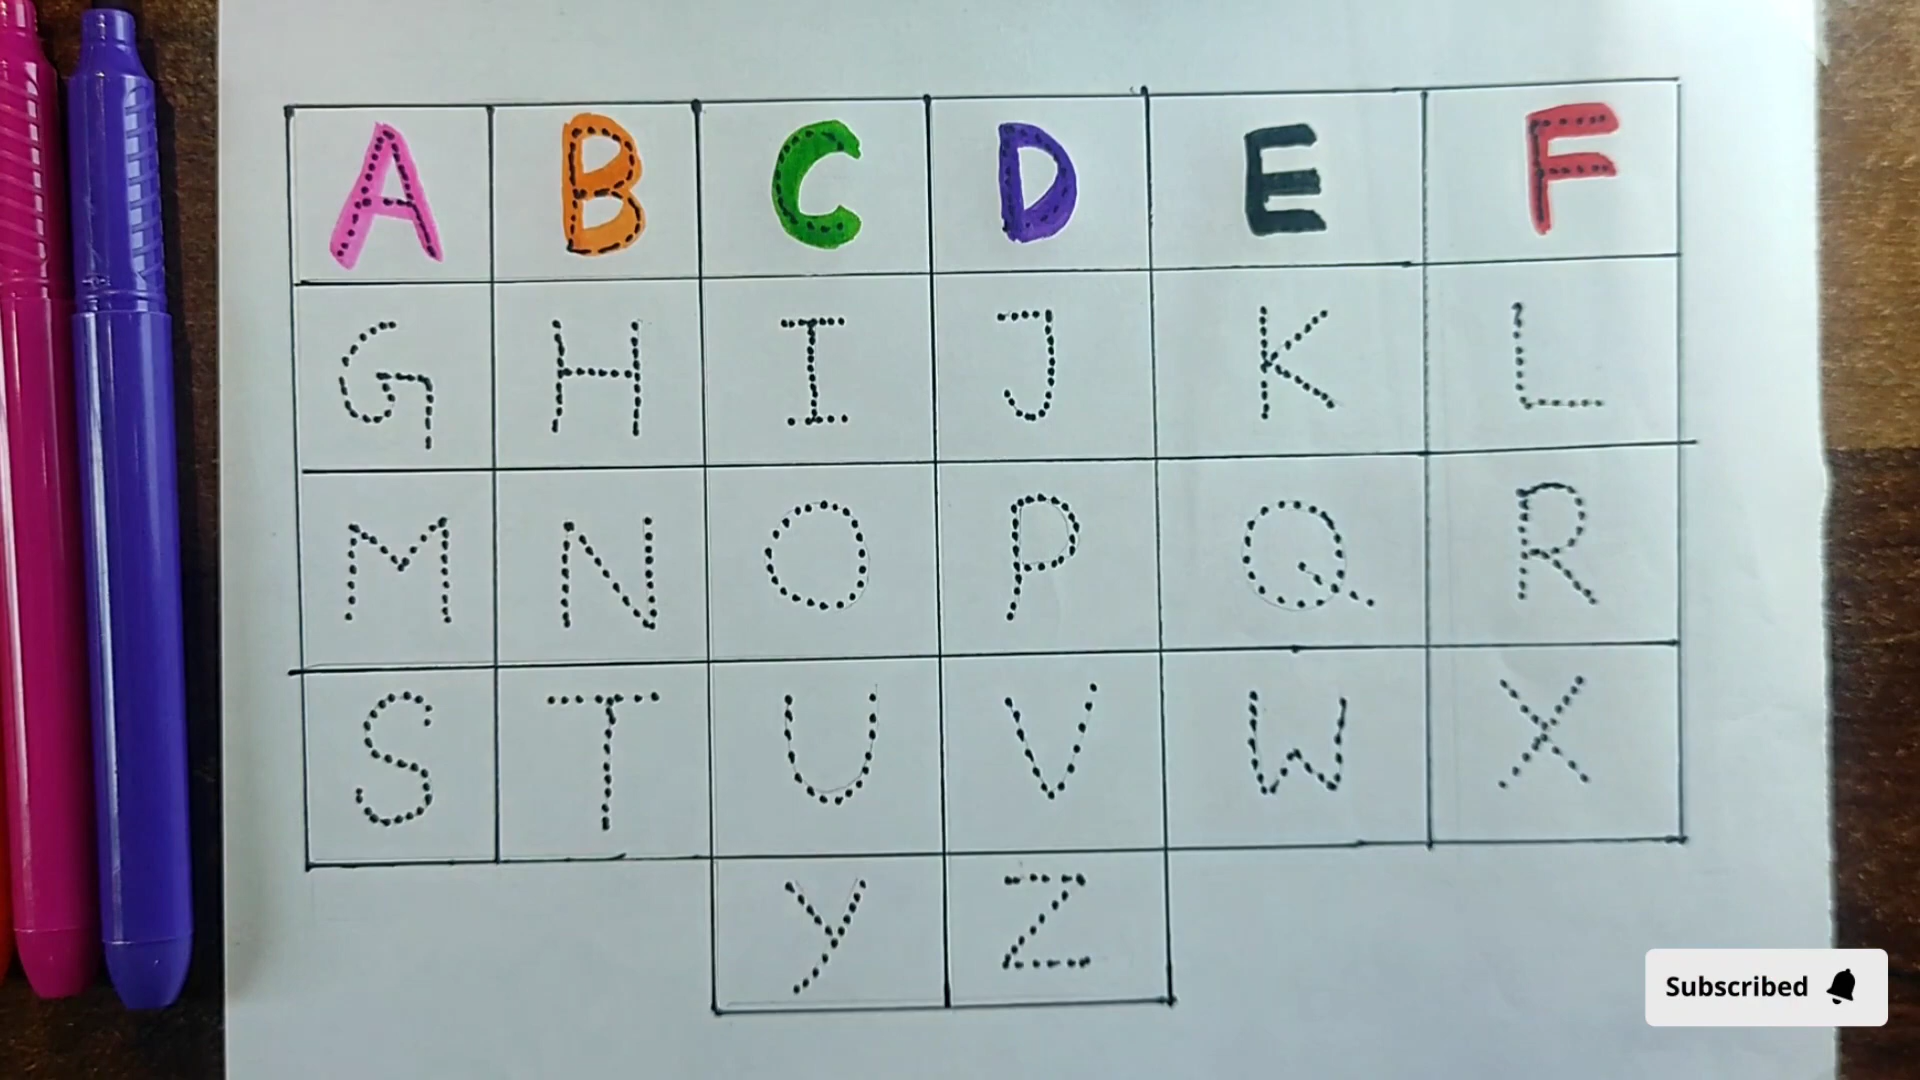 A B C D E F
G H I J K L
M N O P Q R
S T U V W X
Y Z
Subscribed